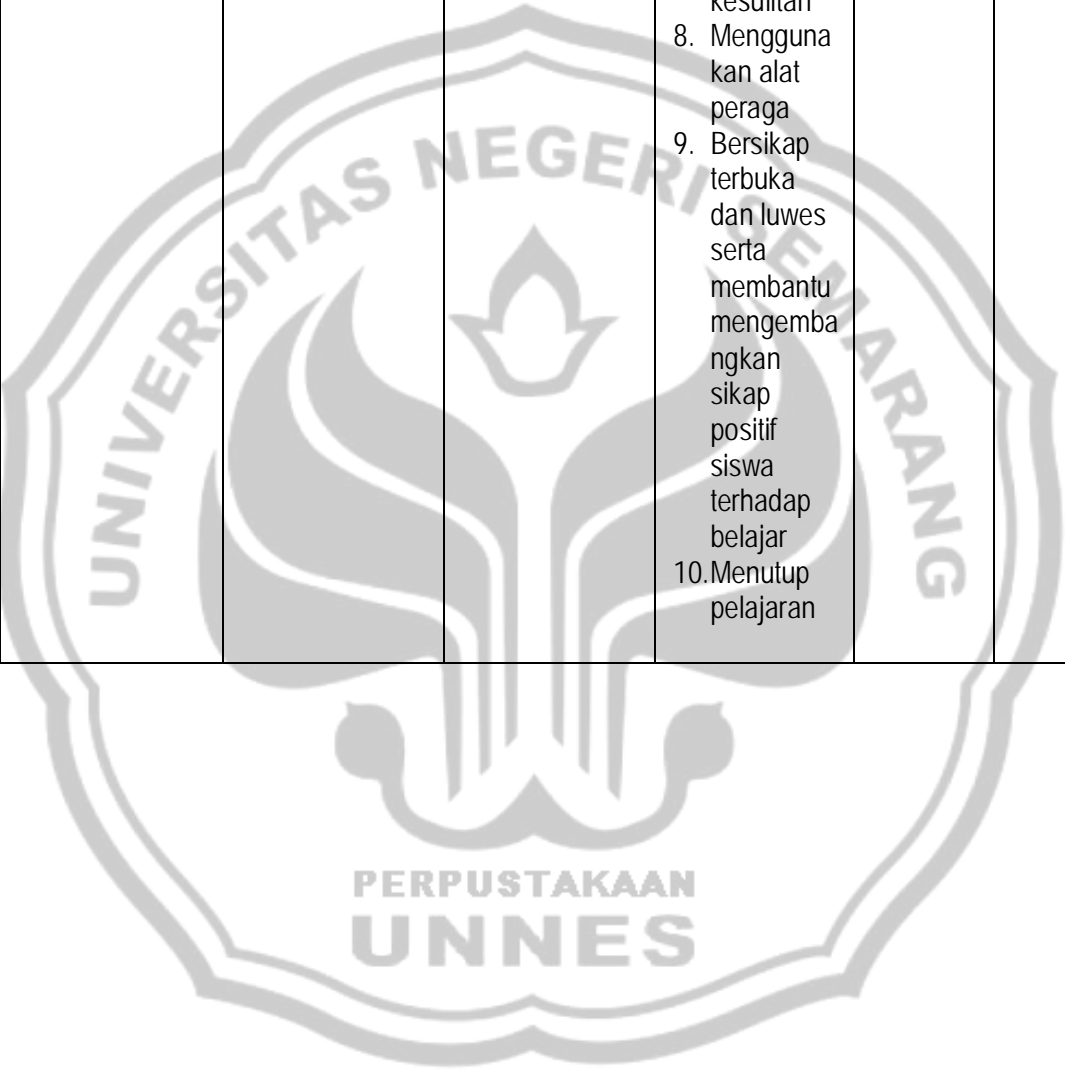 kesulitan
8. Mengguna
kan alat
peraga
9. Bersikap
terbuka
dan luwes
serta
membantu
mengemba
ngkan
sikap
positif
siswa
terhadap
belajar
10.Menutup
pelajaran
UNIVERSITAS NEGERI SEMARANG
PERPUSTAKAAN
UNNES